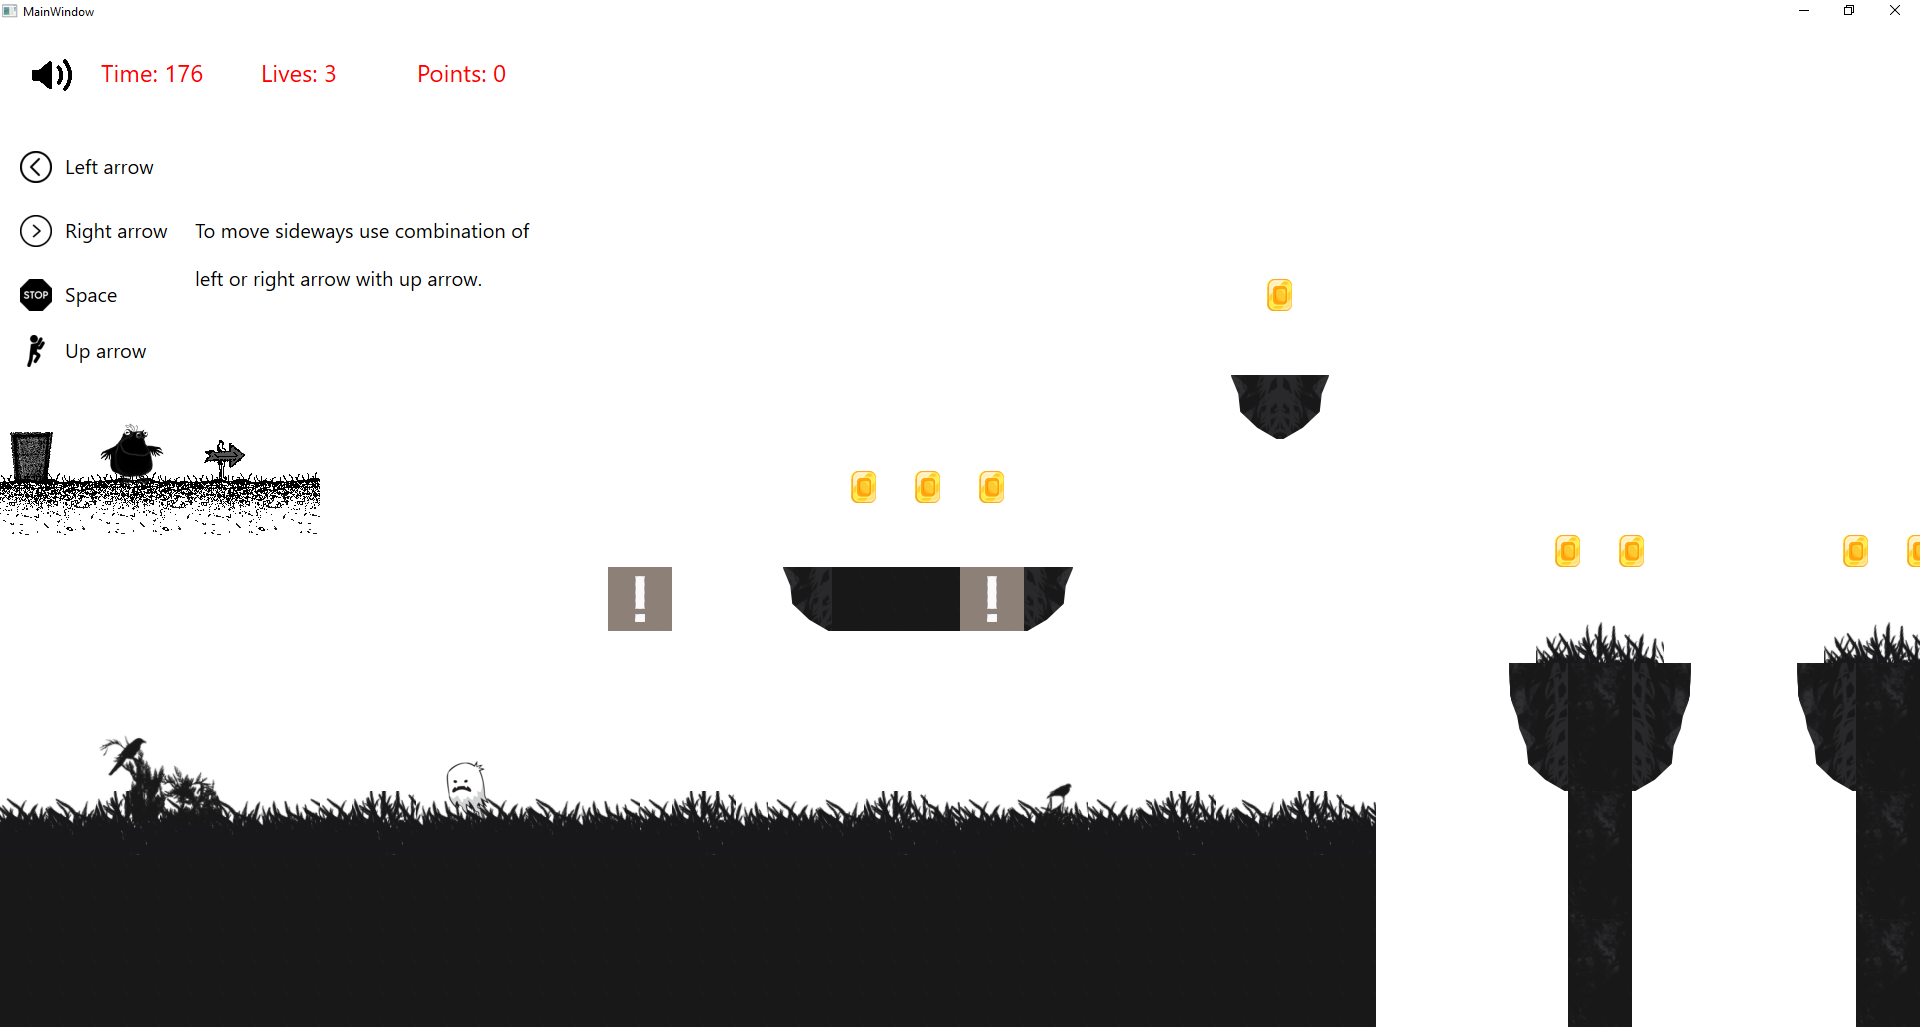 MainWindow
Time: 176 Lives: 3 Points: 0
Left arrow
Right arrow
To move sideways use combination of
left or right arrow with up arrow.
STOP Space
Up arrow
! !